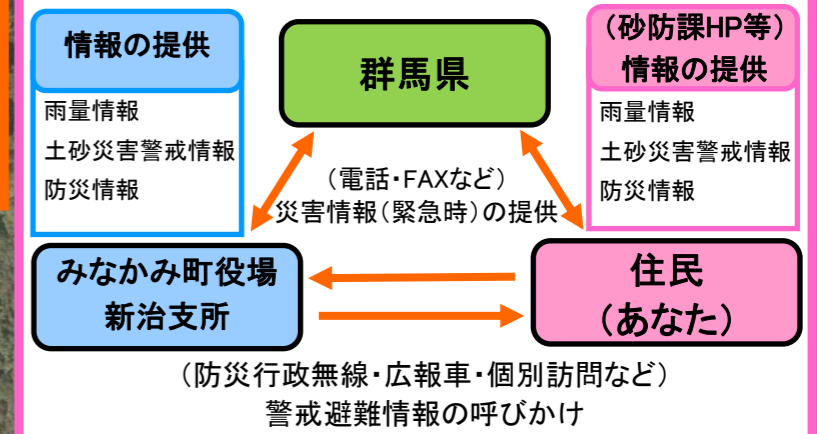 情報の提供
雨量情報
土砂災害警戒情報
防災情報
群馬県
(砂防課HP等)
情報の提供
雨量情報
土砂災害警戒情報
防災情報
(電話・FAXなど)
災害情報(緊急時)の提供
みなかみ町役場
新治支所
住民
(あなた)
(防災行政無線・広報車・個別訪問など)
警戒避難情報の呼びかけ